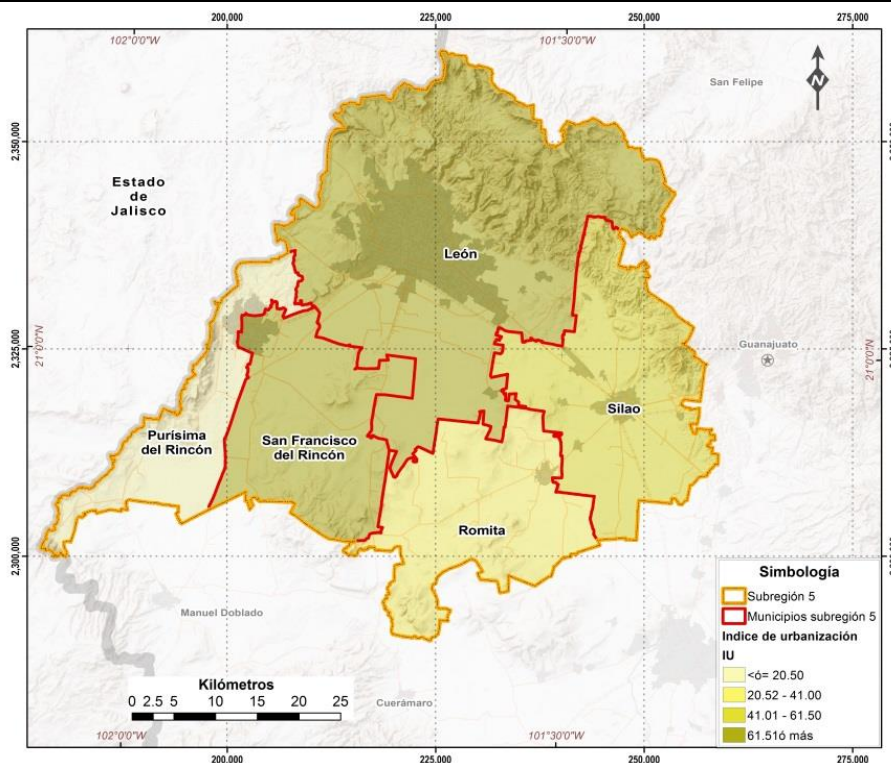 200,000 225,000 250,000 275,000
102°0'0"W 101°30'0"W
San Felipe
N
2,350,000
Estado
de
Jalisco
León
2,325,000
21°0'0"N
21°0'0"N
Guanajuato
Silao
Purísima
del Rincón
San Francisco
del Rincón
Romita
2,300,000
Manuel Doblado
Cuerámaro
Kilómetros
0 2.5 5 10 15 20 25
Simbología
Subregión 5
Municipios subregión 5
Indice de urbanización
IU
<ó= 20.50
20.52 - 41.00
41.01 - 61.50
61.51ó más
102°0'0"W 101°30'0"W
200,000 225,000 250,000 275,000